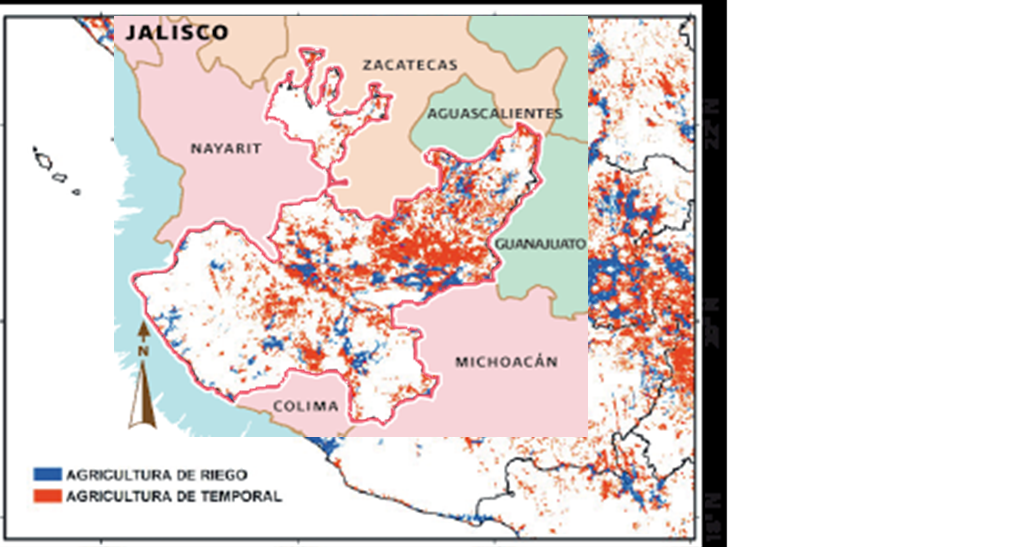 JALISCO
ZACATECAS
AGUASCALIENTES
NAYARIT
GUANAJUATO
N
MICHOACÁN
COLIMA
AGRICULTURA DE RIEGO
AGRICULTURA DE TEMPORAL
22°N
20°N
18°N